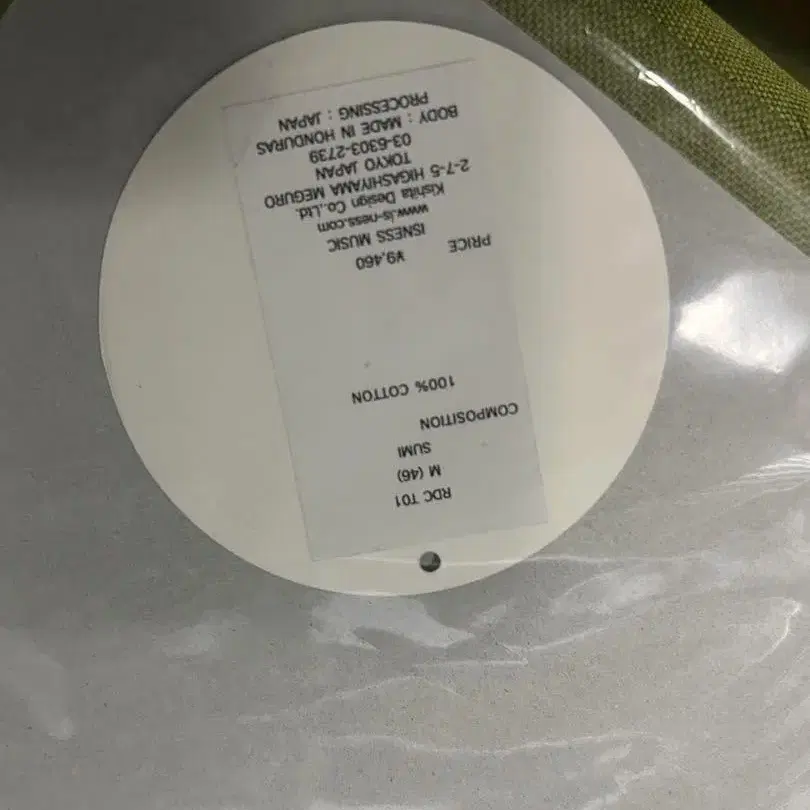 RDC T01
M (46)
SUMI
COMPOSITION
100% COTTON
PRICE ¥9,460
ISNESS MUSIC
www.is-ness.com
Kishita Design Co.,Ltd.
2-7-5 HIGASHIYAMA MEGURO
TOKYO JAPAN
03-6303-2739
BODY : MADE IN HONDURAS
PROCESSING : JAPAN